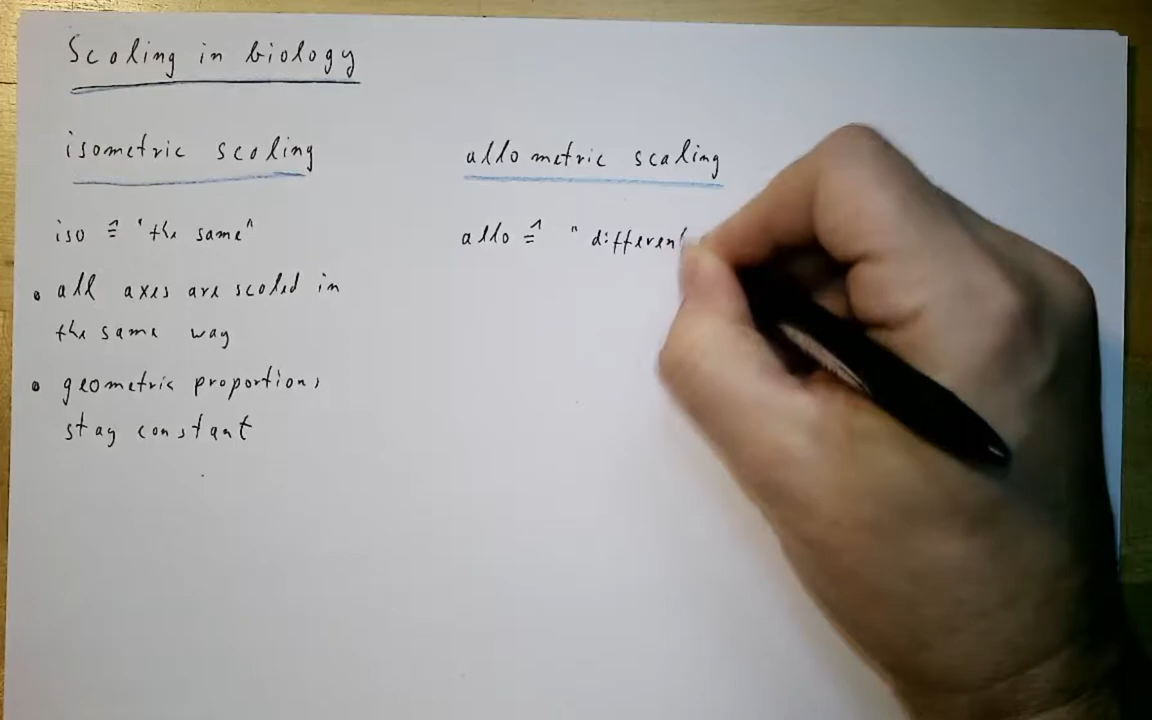 Scaling in biology
isometric scaling
iso ≙ "the same"
• all axes are scaled in
the same way
• geometric proportions
stay constant
allometric scaling
allo ≙ "different